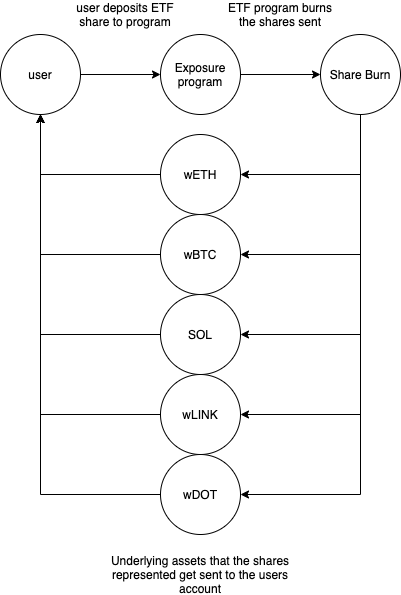 user deposits ETF
share to program
ETF program burns
the shares sent
user
Exposure
program
Share Burn
wETH
wBTC
SOL
wLINK
wDOT
Underlying assets that the shares
represented get sent to the users
account